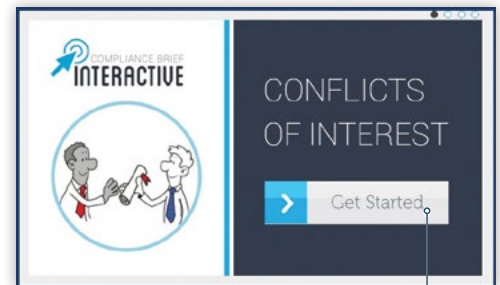 COMPLIANCE BRIEF
INTERACTIVE
CONFLICTS
OF INTEREST
Get Started